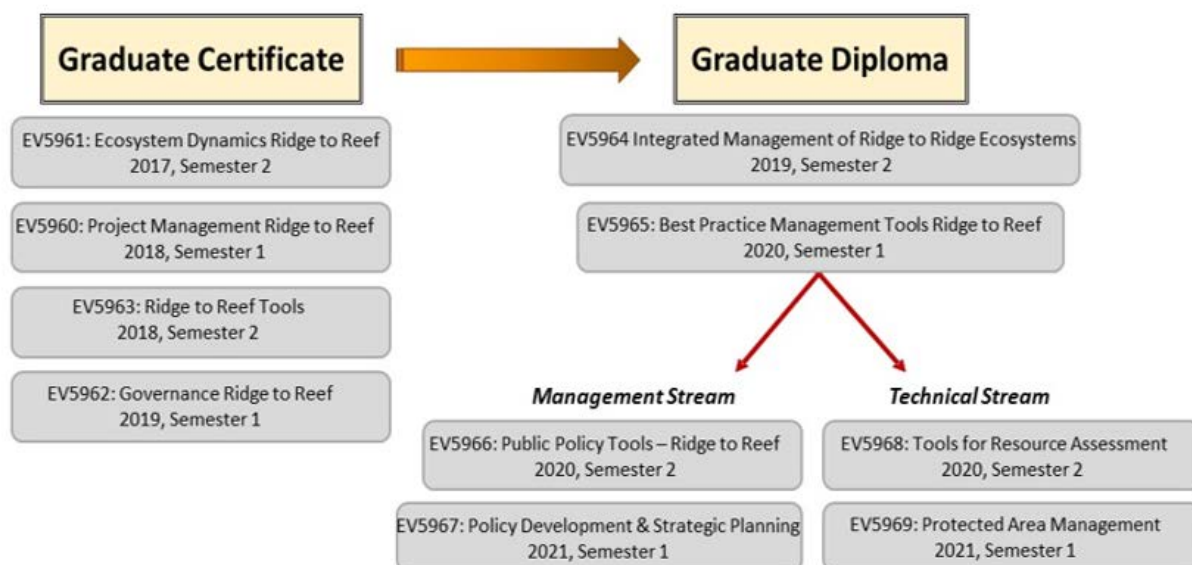 Graduate Certificate
Graduate Diploma
EV5961: Ecosystem Dynamics Ridge to Reef
2017, Semester 2
EV5960: Project Management Ridge to Reef
2018, Semester 1
EV5963: Ridge to Reef Tools
2018, Semester 2
EV5962: Governance Ridge to Reef
2019, Semester 1
EV5964 Integrated Management of Ridge to Ridge Ecosystems
2019, Semester 2
EV5965: Best Practice Management Tools Ridge to Reef
2020, Semester 1
Management Stream
Technical Stream
EV5966: Public Policy Tools – Ridge to Reef
2020, Semester 2
EV5967: Policy Development & Strategic Planning
2021, Semester 1
EV5968: Tools for Resource Assessment
2020, Semester 2
EV5969: Protected Area Management
2021, Semester 1